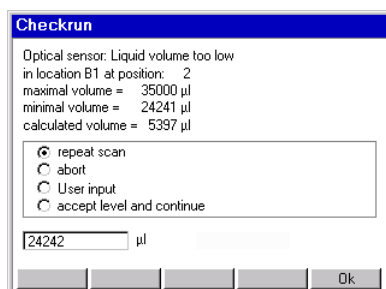 Checkrun
Optical sensor: Liquid volume too low
in location B1 at position: 2
maximal volume = 35000 µl
minimal volume = 24241 µl
calculated volume = 5397 µl
repeat scan
abort
User input
accept level and continue
24242 µl
Ok